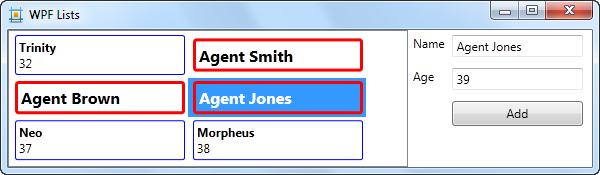 WPF Lists
Trinity
32
Agent Smith
Agent Brown
Agent Jones
Neo
37
Morpheus
38
Name Agent Jones
Age 39
Add